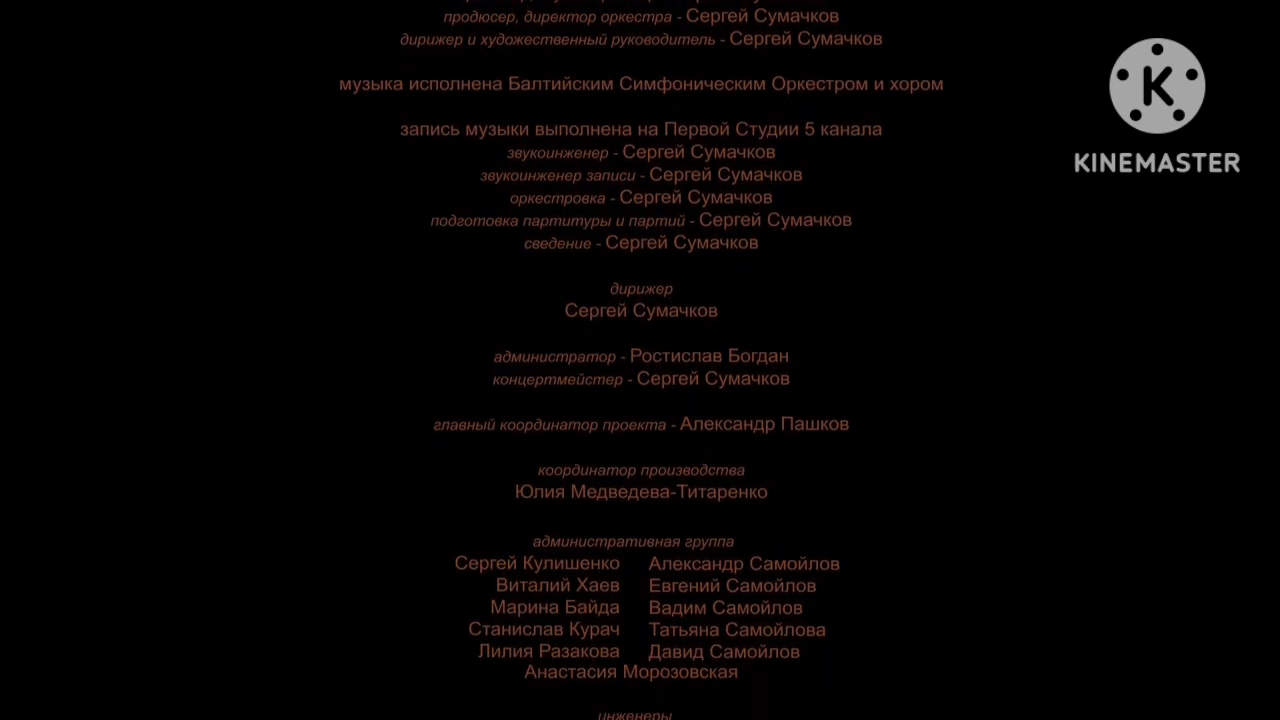 продюсер, директор оркестра - Сергей Сумачков
дирижер и художественный руководитель - Сергей Сумачков
музыка исполнена Балтийским Симфоническим Оркестром и хором
запись музыки выполнена на Первой Студии 5 канала
звукоинженер - Сергей Сумачков
звукоинженер записи - Сергей Сумачков
оркестровка - Сергей Сумачков
подготовка партитуры и партий - Сергей Сумачков
сведение - Сергей Сумачков
дирижер
Сергей Сумачков
администратор - Ростислав Богдан
концертмейстер - Сергей Сумачков
главный координатор проекта - Александр Пашков
координатор производства
Юлия Медведева-Титаренко
административная группа
Сергей Кулишенко Александр Самойлов
Виталий Хаев Евгений Самойлов
Марина Байда Вадим Самойлов
Станислав Курач Татьяна Самойлова
Лилия Разакова Давид Самойлов
Анастасия Морозовская
инженеры
K
KINEMASTER